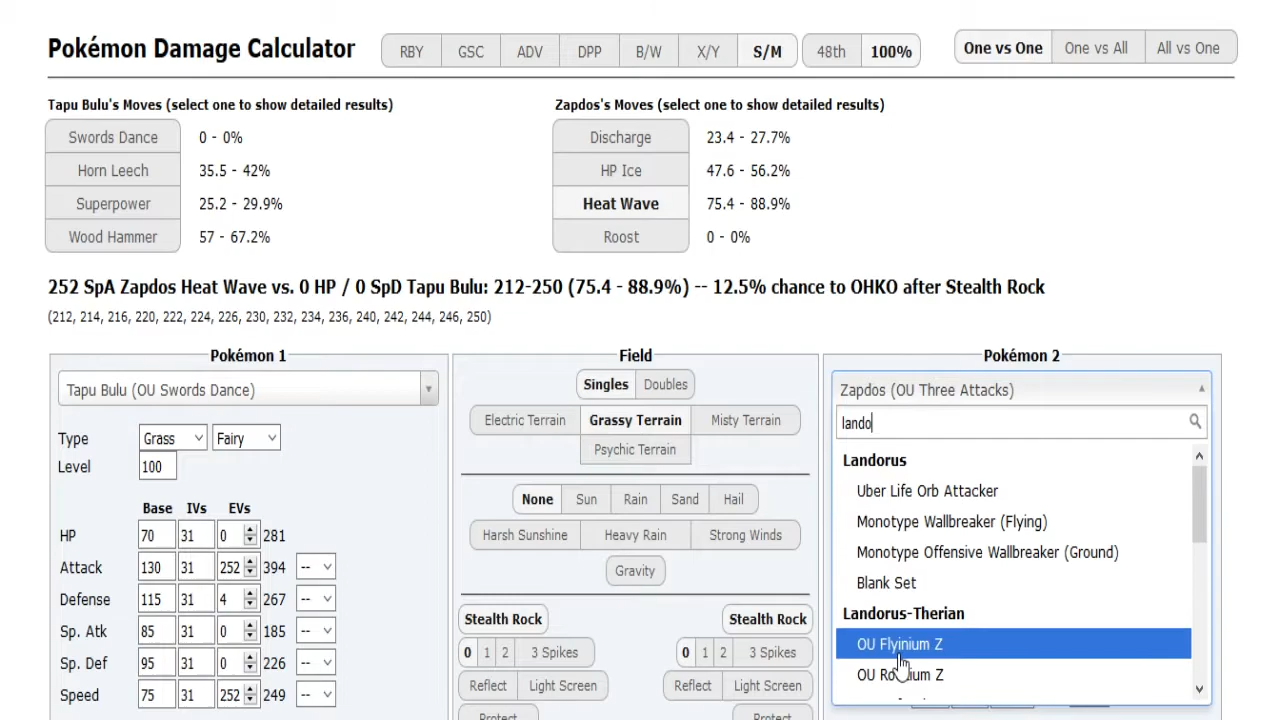 Pokémon Damage Calculator
RBY GSC ADV DPP B/W X/Y S/M 48th 100%
One vs One One vs All All vs One
Tapu Bulu's Moves (select one to show detailed results)
Swords Dance 0 - 0%
Horn Leech 35.5 - 42%
Superpower 25.2 - 29.9%
Wood Hammer 57 - 67.2%
Zapdos's Moves (select one to show detailed results)
Discharge 23.4 - 27.7%
HP Ice 47.6 - 56.2%
Heat Wave 75.4 - 88.9%
Roost 0 - 0%
252 SpA Zapdos Heat Wave vs. 0 HP / 0 SpD Tapu Bulu: 212-250 (75.4 - 88.9%) -- 12.5% chance to OHKO after Stealth Rock
(212, 214, 216, 220, 222, 224, 226, 230, 232, 234, 236, 240, 242, 244, 246, 250)
Pokémon 1
Tapu Bulu (OU Swords Dance)
Type Grass Fairy
Level 100
Base IVs EVs
HP 70 31 0 281
Attack 130 31 252 394 --
Defense 115 31 4 267 --
Sp. Atk 85 31 0 185 --
Sp. Def 95 31 0 226 --
Speed 75 31 252 249 --
Field
Singles Doubles
Electric Terrain Grassy Terrain Misty Terrain
Psychic Terrain
None Sun Rain Sand Hail
Harsh Sunshine Heavy Rain Strong Winds
Gravity
Stealth Rock Stealth Rock
0 1 2 3 Spikes 0 1 2 3 Spikes
Reflect Light Screen Reflect Light Screen
Protect Protect
Pokémon 2
Zapdos (OU Three Attacks)
lando
Landorus
Uber Life Orb Attacker
Monotype Wallbreaker (Flying)
Monotype Offensive Wallbreaker (Ground)
Blank Set
Landorus-Therian
OU Flyinium Z
OU Z